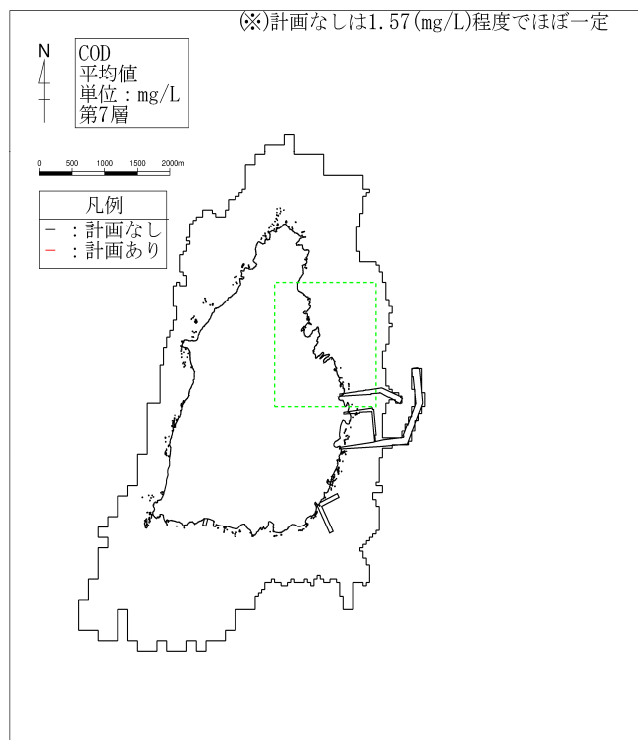 (※)計画なしは1.57(mg/L)程度でほぼ一定
N
COD
平均値
単位：mg/L
第7層
0 500 1000 1500 2000m
凡例
− ：計画なし
− ：計画あり